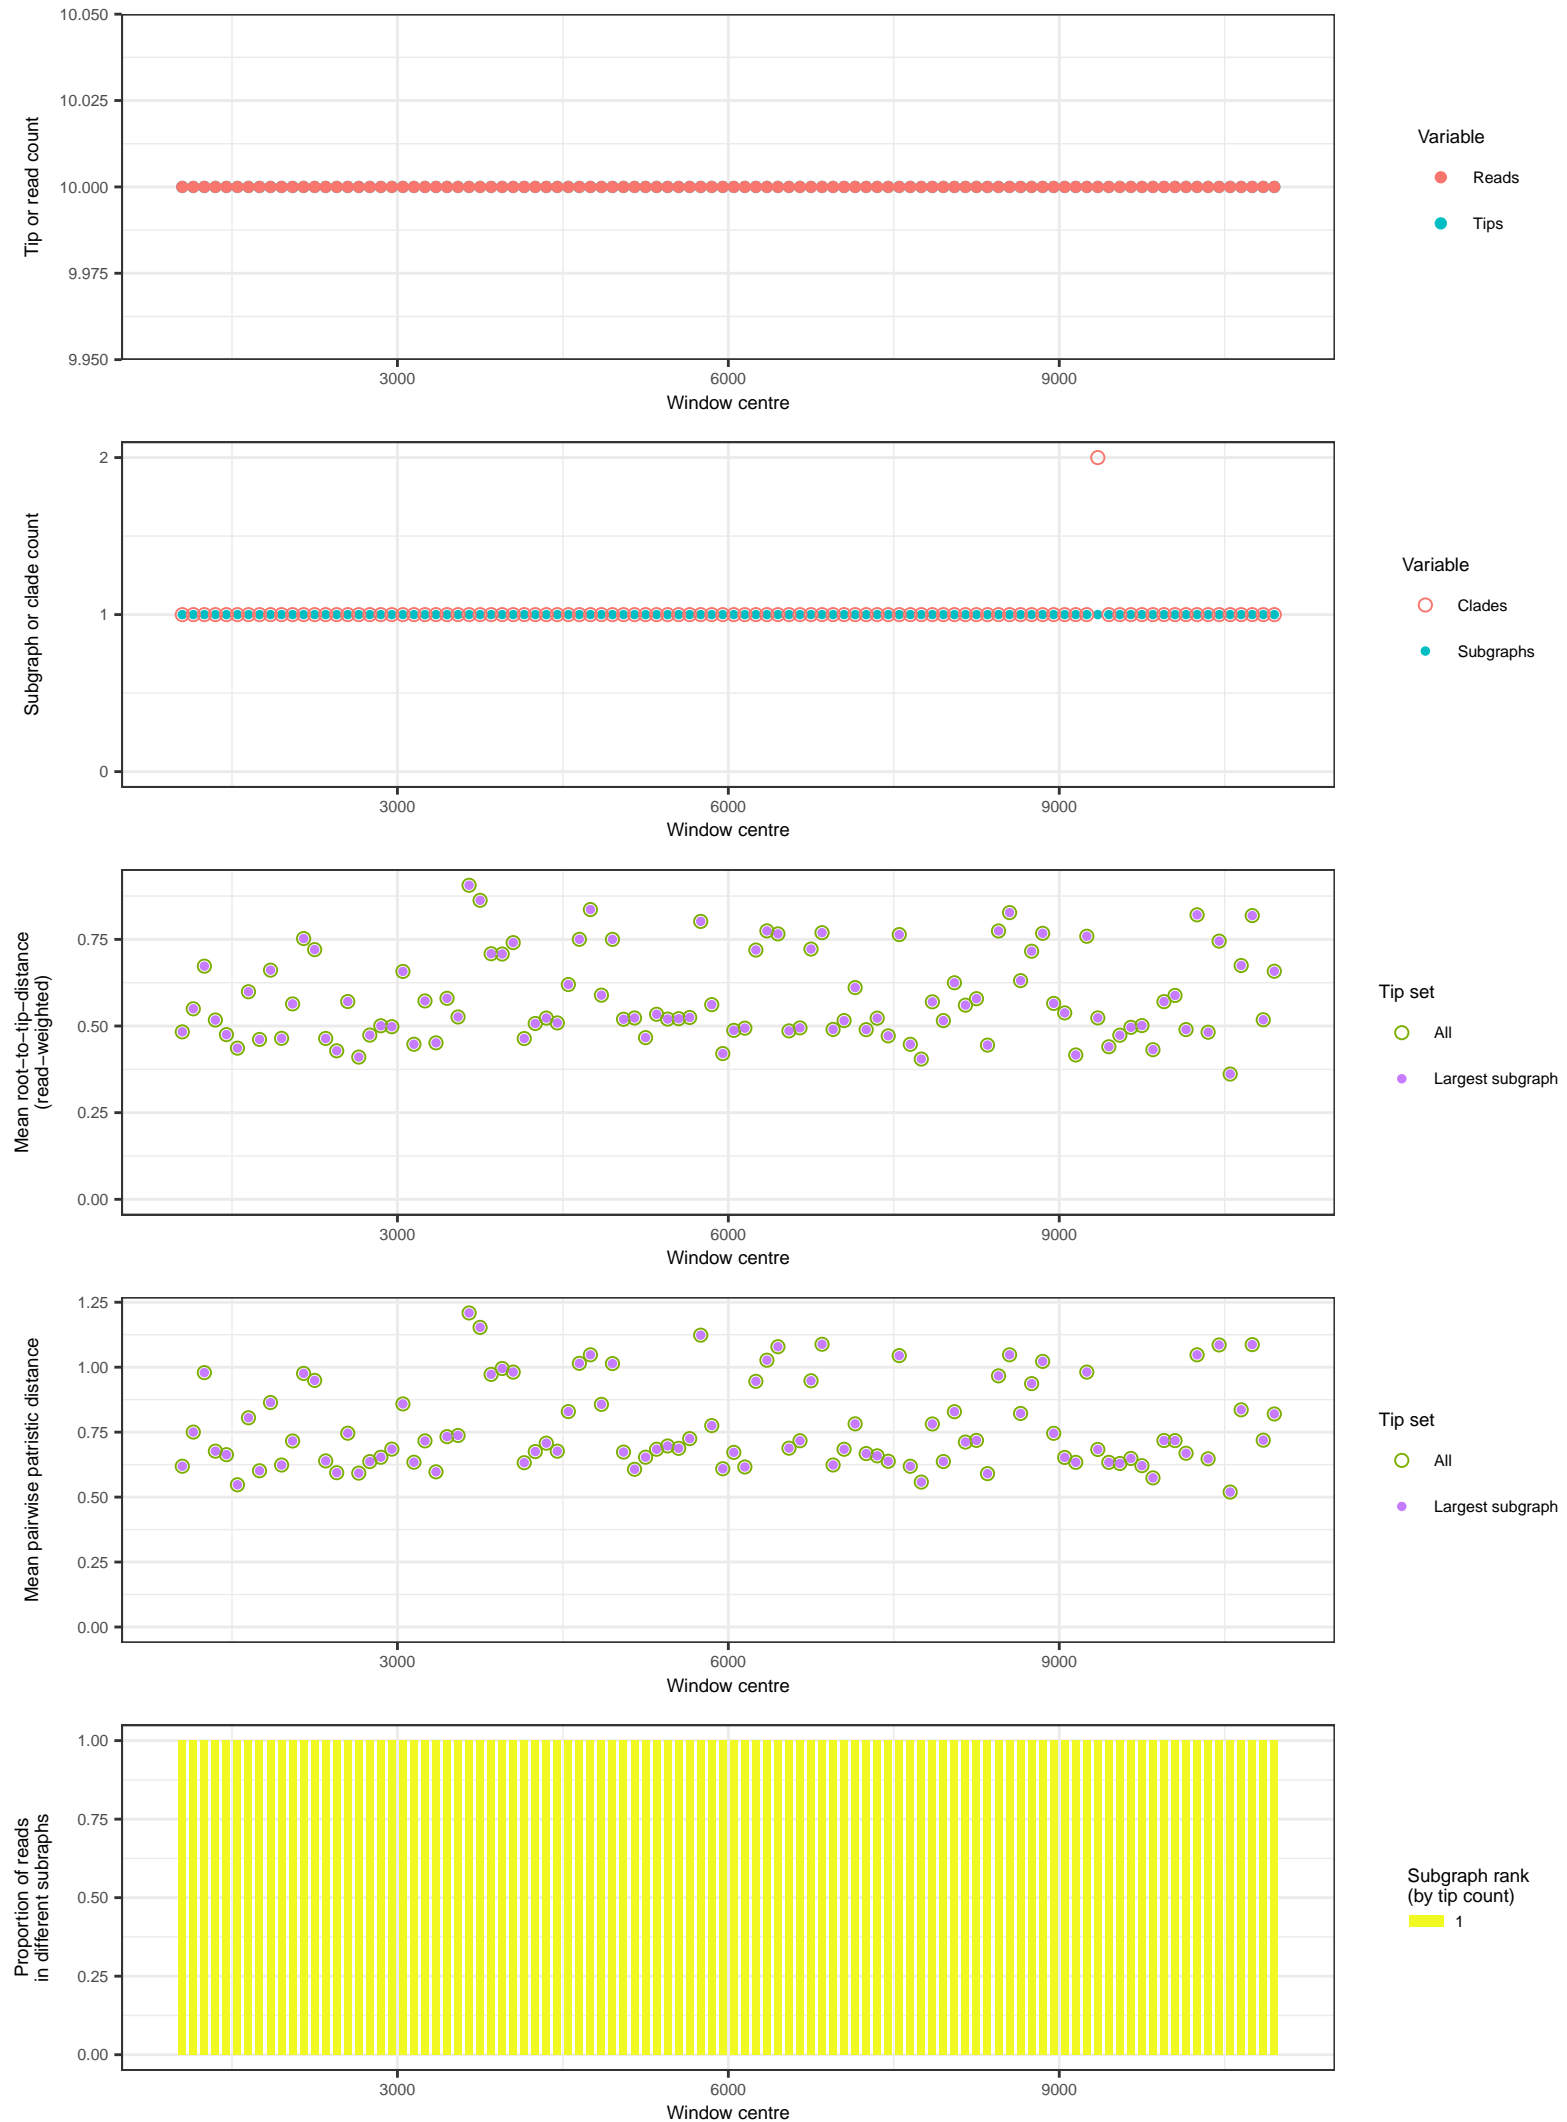 10.050
10.025
10.000
9.975
9.950
Tip or read count
3000
6000
9000
Window centre
Variable
Reads
Tips
2
1
0
Subgraph or clade count
3000
6000
9000
Window centre
Variable
Clades
Subgraphs
0.75
0.50
0.25
0.00
Mean root−to−tip−distance
(read−weighted)
3000
6000
9000
Window centre
Tip set
All
Largest subgraph
1.25
1.00
0.75
0.50
0.25
0.00
Mean pairwise patristic distance
3000
6000
9000
Window centre
Tip set
All
Largest subgraph
1.00
0.75
0.50
0.25
0.00
Proportion of reads
in different subraphs
3000
6000
9000
Window centre
Subgraph rank
(by tip count)
1